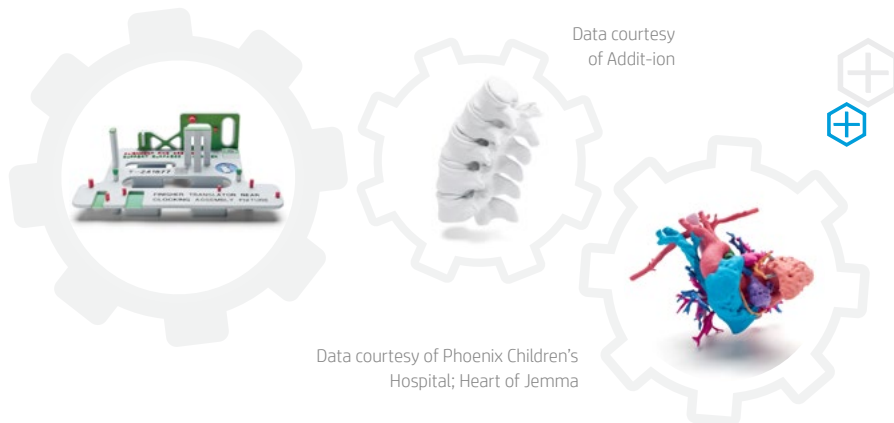 Data courtesy
of Addit-ion
FINISHER TRANSLATOR REAR
CLOCKING ASSEMBLY FIXTURE
Data courtesy of Phoenix Children’s
Hospital; Heart of Jemma